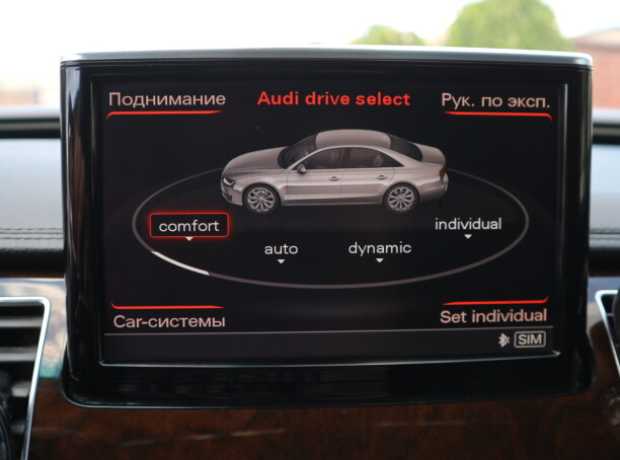 Поднимание
Audi drive select
Рук. по эксп.
comfort
auto
dynamic
individual
Car-системы
Set individual
SIM